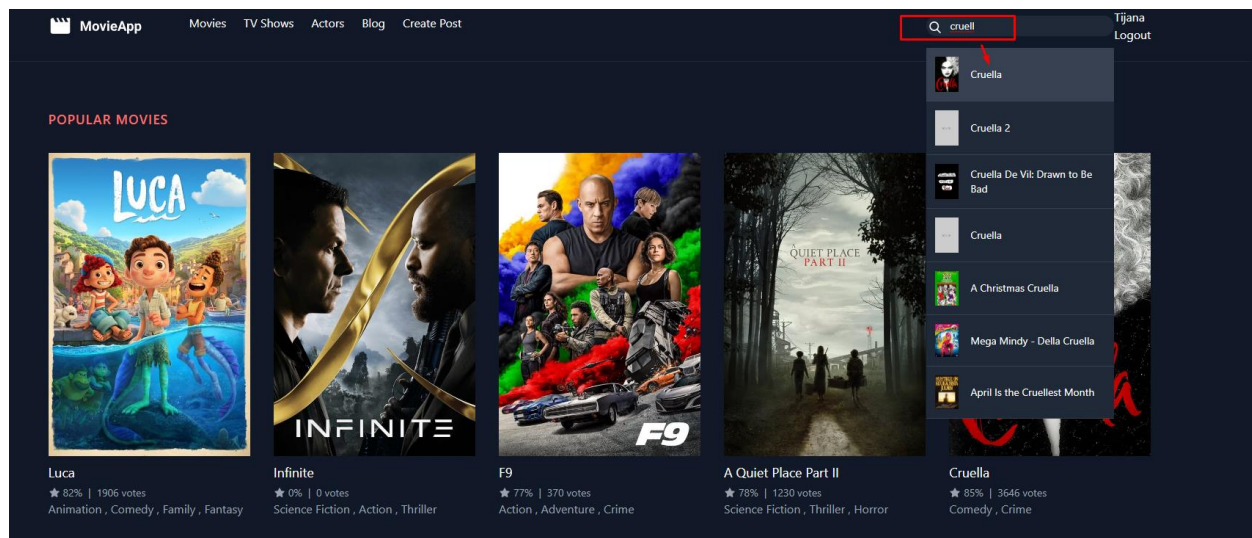 MovieApp
Movies
TV Shows
Actors
Blog
Create Post
cruell
Tijana
Logout
Cruella
Cruella 2
Cruella De Vil: Drawn to Be
Bad
Cruella
A Christmas Cruella
Mega Mindy - Della Cruella
April Is the Cruellest Month
POPULAR MOVIES
LUCA
INFINITE
F9
A
QUIET PLACE
PART II
Luca
82% | 1906 votes
Animation , Comedy , Family , Fantasy
Infinite
0% | 0 votes
Science Fiction , Action , Thriller
F9
77% | 370 votes
Action , Adventure , Crime
A Quiet Place Part II
78% | 1230 votes
Science Fiction , Thriller , Horror
Cruella
85% | 3646 votes
Comedy , Crime